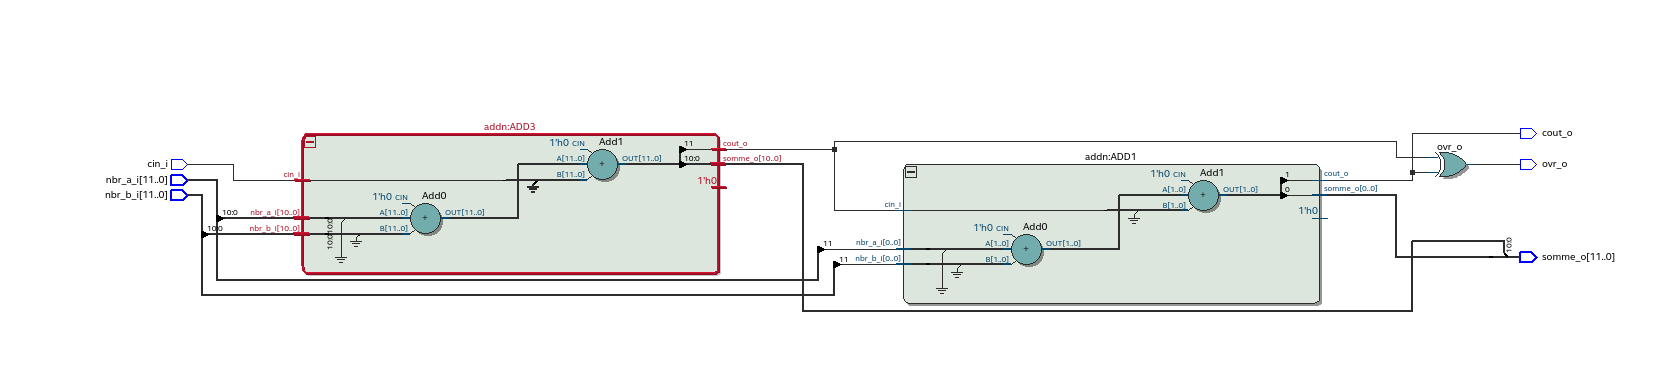 addn:ADD3
1'h0 CIN
Add1
A[11..0]
OUT[11..0]
B[11..0]
11
10:0
cout_o
somme_o[10..0]
1'h0
cin_i
nbr_a_i[11..0]
nbr_b_i[11..0]
cin_i
10:0
nbr_a_i[10..0]
10:0
nbr_b_i[10..0]
10:0
10:0
1'h0 CIN
Add0
A[11..0]
OUT[11..0]
B[11..0]
addn:ADD1
1'h0 CIN
Add1
A[1..0]
OUT[1..0]
B[1..0]
1
0
cout_o
somme_o[0..0]
1'h0
cin_i
11
nbr_a_i[0..0]
11
nbr_b_i[0..0]
1'h0 CIN
Add0
A[1..0]
OUT[1..0]
B[1..0]
ovr_o
cout_o
ovr_o
10:0
somme_o[11..0]